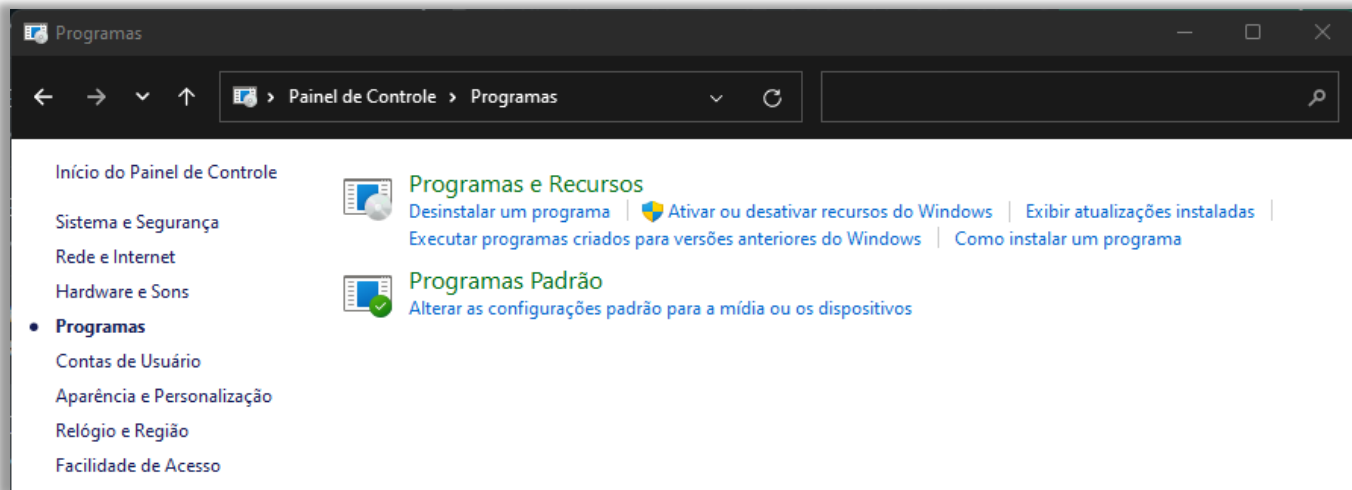 Programas
Painel de Controle > Programas
Início do Painel de Controle
Sistema e Segurança
Rede e Internet
Hardware e Sons
Programas
Contas de Usuário
Aparência e Personalização
Relógio e Região
Facilidade de Acesso
Programas e Recursos
Desinstalar um programa | Ativar ou desativar recursos do Windows | Exibir atualizações instaladas |
Executar programas criados para versões anteriores do Windows | Como instalar um programa
Programas Padrão
Alterar as configurações padrão para a mídia ou os dispositivos